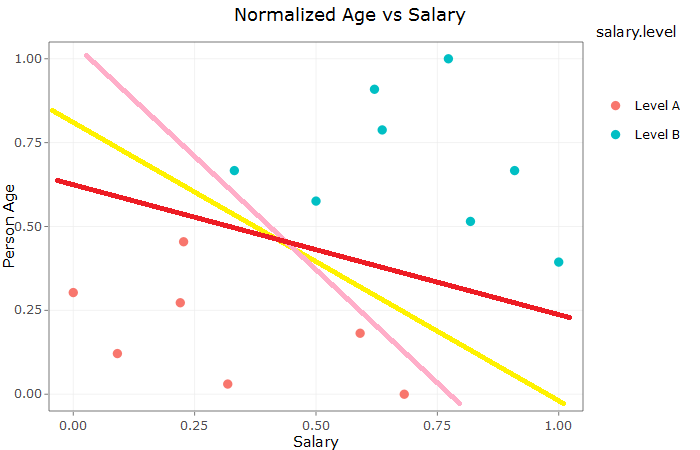 Normalized Age vs Salary
salary.level
Level A
Level B
Person Age
1.00
0.75
0.50
0.25
0.00
0.00 0.25 0.50 0.75 1.00
Salary